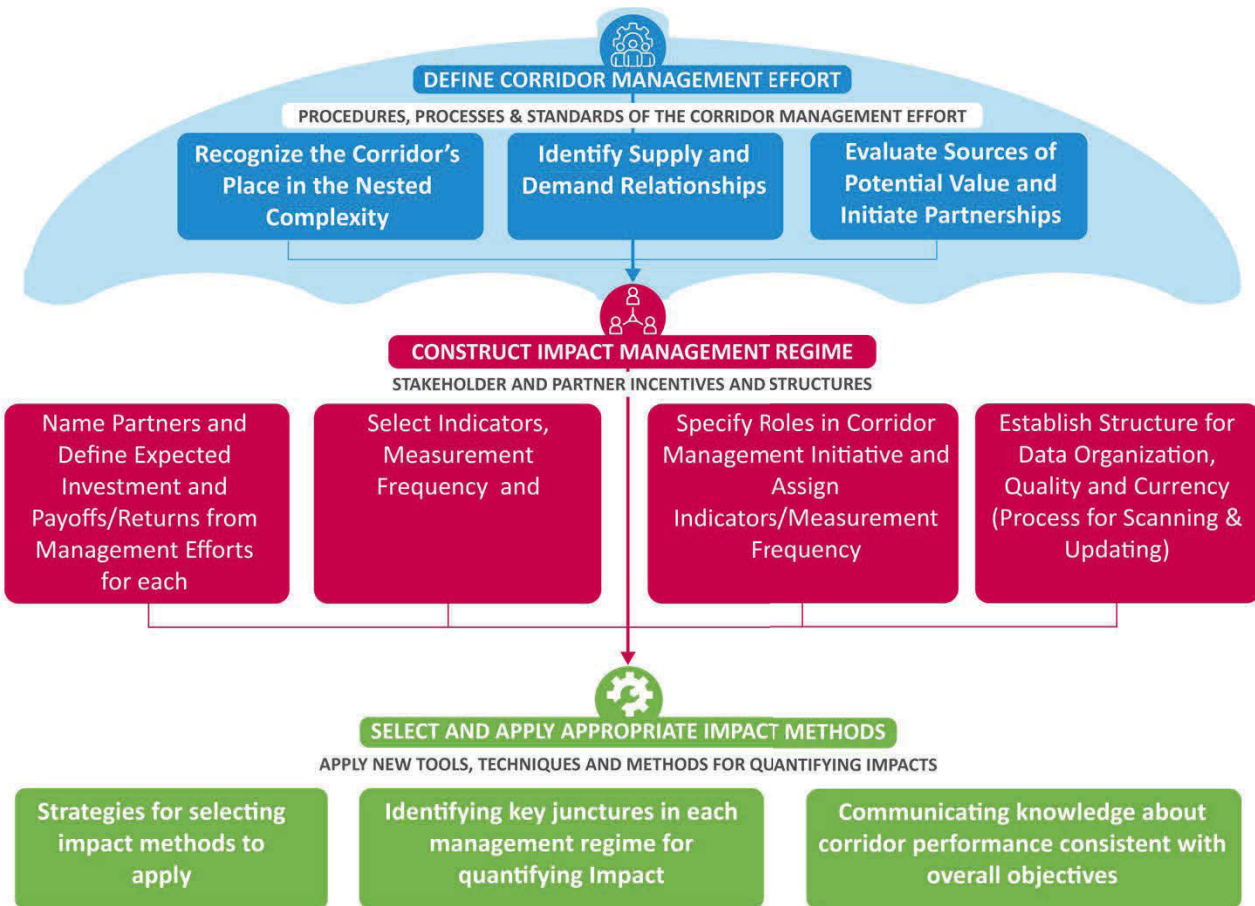 DEFINE CORRIDOR MANAGEMENT EFFORT
PROCEDURES, PROCESSES & STANDARDS OF THE CORRIDOR MANAGEMENT EFFORT
Recognize the Corridor's
Place in the Nested
Complexity
Identify Supply and
Demand Relationships
Evaluate Sources of
Potential Value and
Initiate Partnerships
CONSTRUCT IMPACT MANAGEMENT REGIME
STAKEHOLDER AND PARTNER INCENTIVES AND STRUCTURES
Name Partners and
Define Expected
Investment and
Payoffs/Returns from
Management Efforts
for each
Select Indicators,
Measurement
Frequency and
Specify Roles in Corridor
Management Initiative and
Assign
Indicators/Measurement
Frequency
Establish Structure for
Data Organization,
Quality and Currency
(Process for Scanning &
Updating)
SELECT AND APPLY APPROPRIATE IMPACT METHODS
APPLY NEW TOOLS, TECHNIQUES AND METHODS FOR QUANTIFYING IMPACTS
Strategies for selecting
impact methods to
apply
Identifying key junctures in each
management regime for
quantifying Impact
Communicating knowledge about
corridor performance consistent with
overall objectives